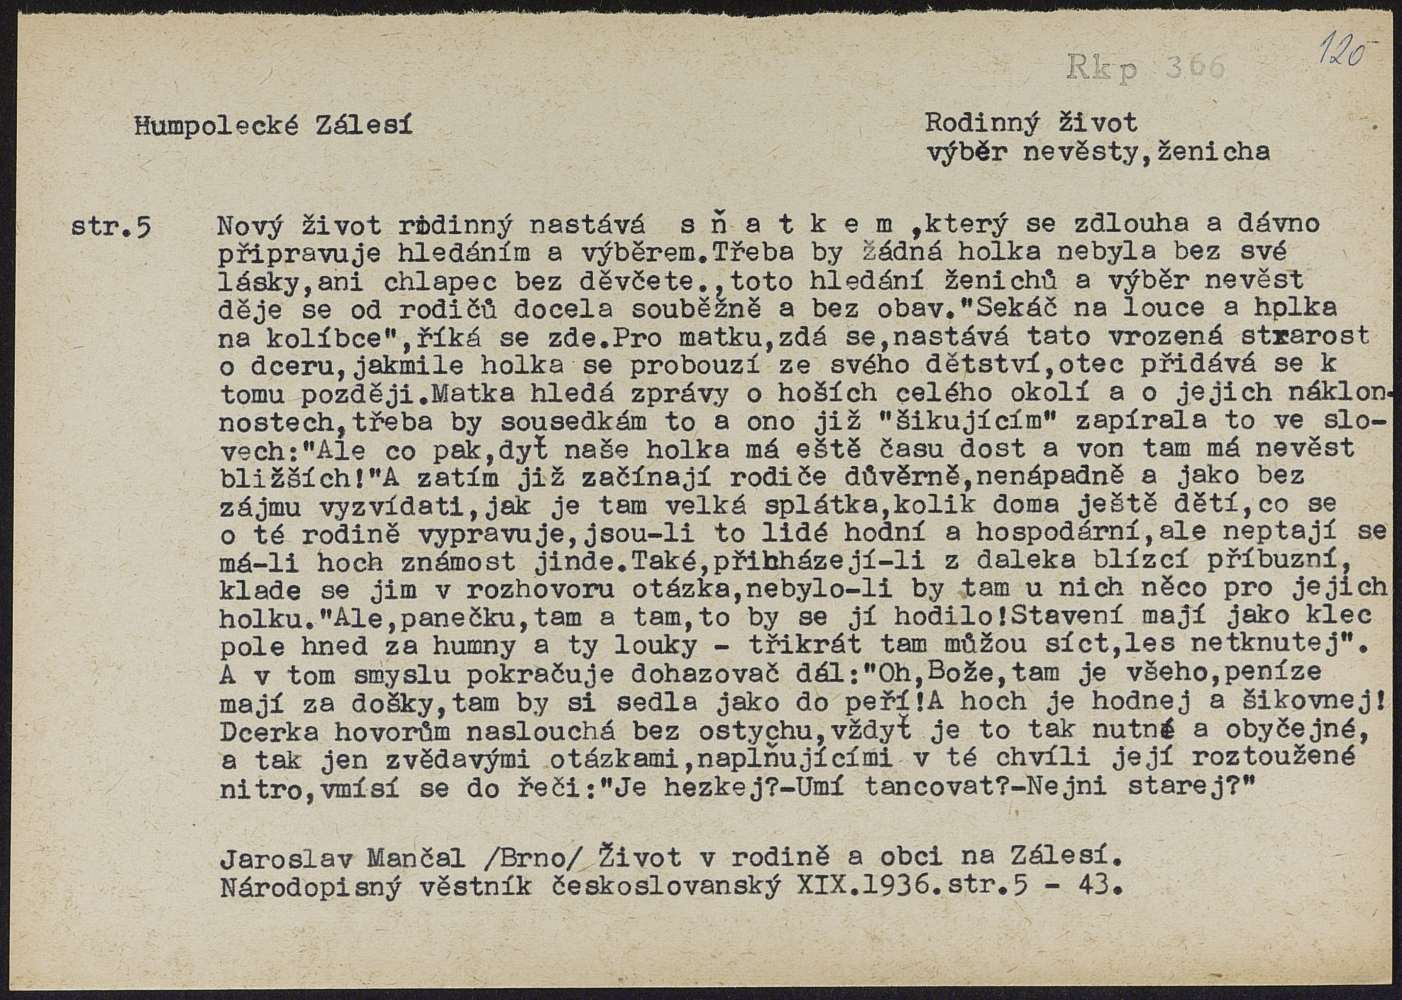 120
Rkp 366
Humpolecké Zálesí
Rodinný život
výběr nevěsty,ženicha
str.5
Nový život rodinný nastává s ň a t k e m ,který se zdlouha a dávno
připravuje hledáním a výběrem.Třeba by žádná holka nebyla bez své
lásky,ani chlapec bez děvčete.,toto hledání ženichů a výběr nevěst
děje se od rodičů docela souběžně a bez obav."Sekáč na louce a holka
na kolíbce",říká se zde.Pro matku,zdá se,nastává tato vrozená starost
o dceru,jakmile holka se probouzí ze svého dětství,otec přidává se k
tomu později.Matka hledá zprávy o hoších celého okolí a o jejich náklon-
nostech,třeba by sousedkám to a ono již "šikujícím" zapírala to ve slo-
vech:"Ale co pak,dyť naše holka má eště času dost a von tam má nevěst
bližších!"A zatím již začínají rodiče důvěrně,nenápadně a jako bez
zájmu vyzvídati,jak je tam velká splátka,kolik doma ještě dětí,co se
o té rodině vypravuje,jsou-li to lidé hodní a hospodární,ale neptají se
má-li hoch známost jinde.Také,přicházejí-li z daleka blízcí příbuzní,
klade se jim v rozhovoru otázka,nebylo-li by tam u nich něco pro jejich
holku."Ale,panečku,tam a tam,to by se jí hodilo!Stavení mají jako klec
pole hned za humny a ty louky - třikrát tam můžou síct,les netknutej".
A v tom smyslu pokračuje dohazovač dál:"Oh,Bože,tam je všeho,peníze
mají za došky,tam by si sedla jako do peří!A hoch je hodnej a šikovnej!
Dcerka hovorům naslouchá bez ostychu,vždyť je to tak nutné a obyčejné,
a tak jen zvědavými otázkami,naplňujícími v té chvíli její roztoužené
nitro,vmísí se do řeči:"Je hezkej?-Umí tancovat?-Nejni starej?"
Jaroslav Mančal /Brno/ Život v rodině a obci na Zálesí.
Národopisný věstník českoslovanský XIX.1936.str.5 - 43.